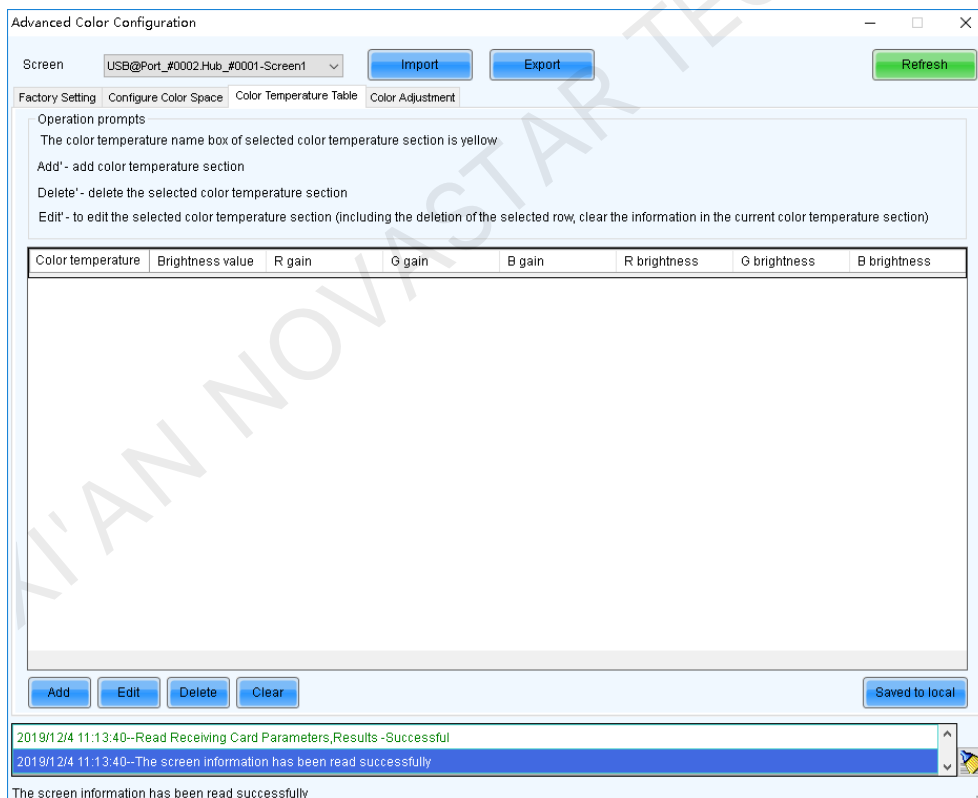 Advanced Color Configuration
Screen USB@Port_#0002.Hub_#0001-Screen1 Import Export Refresh
Factory Setting Configure Color Space Color Temperature Table Color Adjustment
Operation prompts
The color temperature name box of selected color temperature section is yellow
Add' - add color temperature section
Delete' - delete the selected color temperature section
Edit' - to edit the selected color temperature section (including the deletion of the selected row, clear the information in the current color temperature section)
Color temperature Brightness value R gain G gain B gain R brightness G brightness B brightness
Add Edit Delete Clear Saved to local
2019/12/4 11:13:40--Read Receiving Card Parameters,Results -Successful
2019/12/4 11:13:40--The screen information has been read successfully
The screen information has been read successfully
XI'AN NOVASTAR TEC